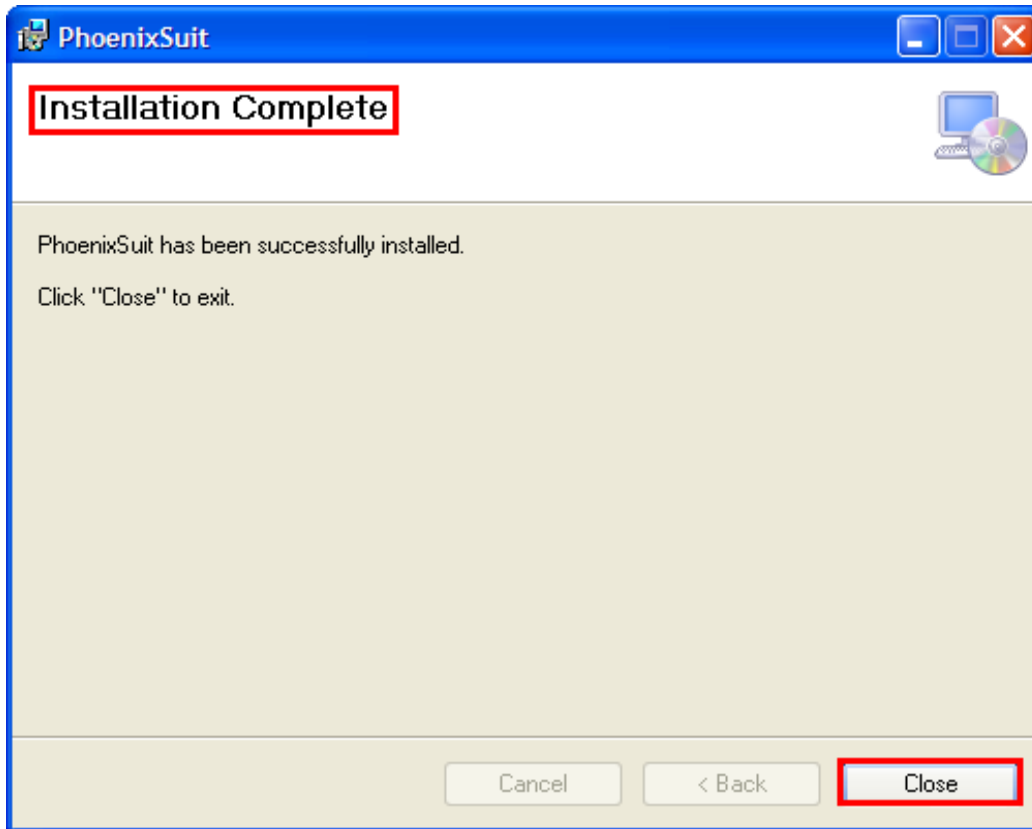 PhoenixSuit
Installation Complete
PhoenixSuit has been successfully installed.
Click "Close" to exit.
Cancel
< Back
Close